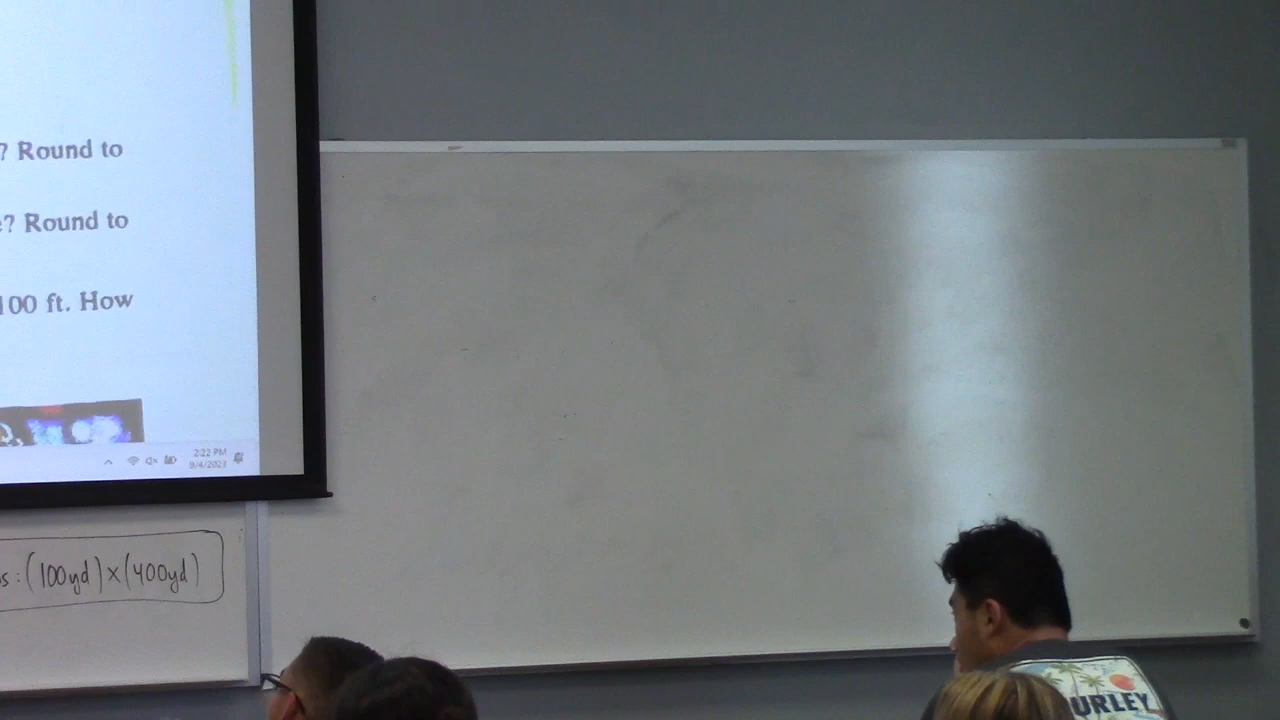 ? Round to
? Round to
100 ft. How
2:22 PM
9/4/2023
s: (100yd)x(400yd)
URLEY